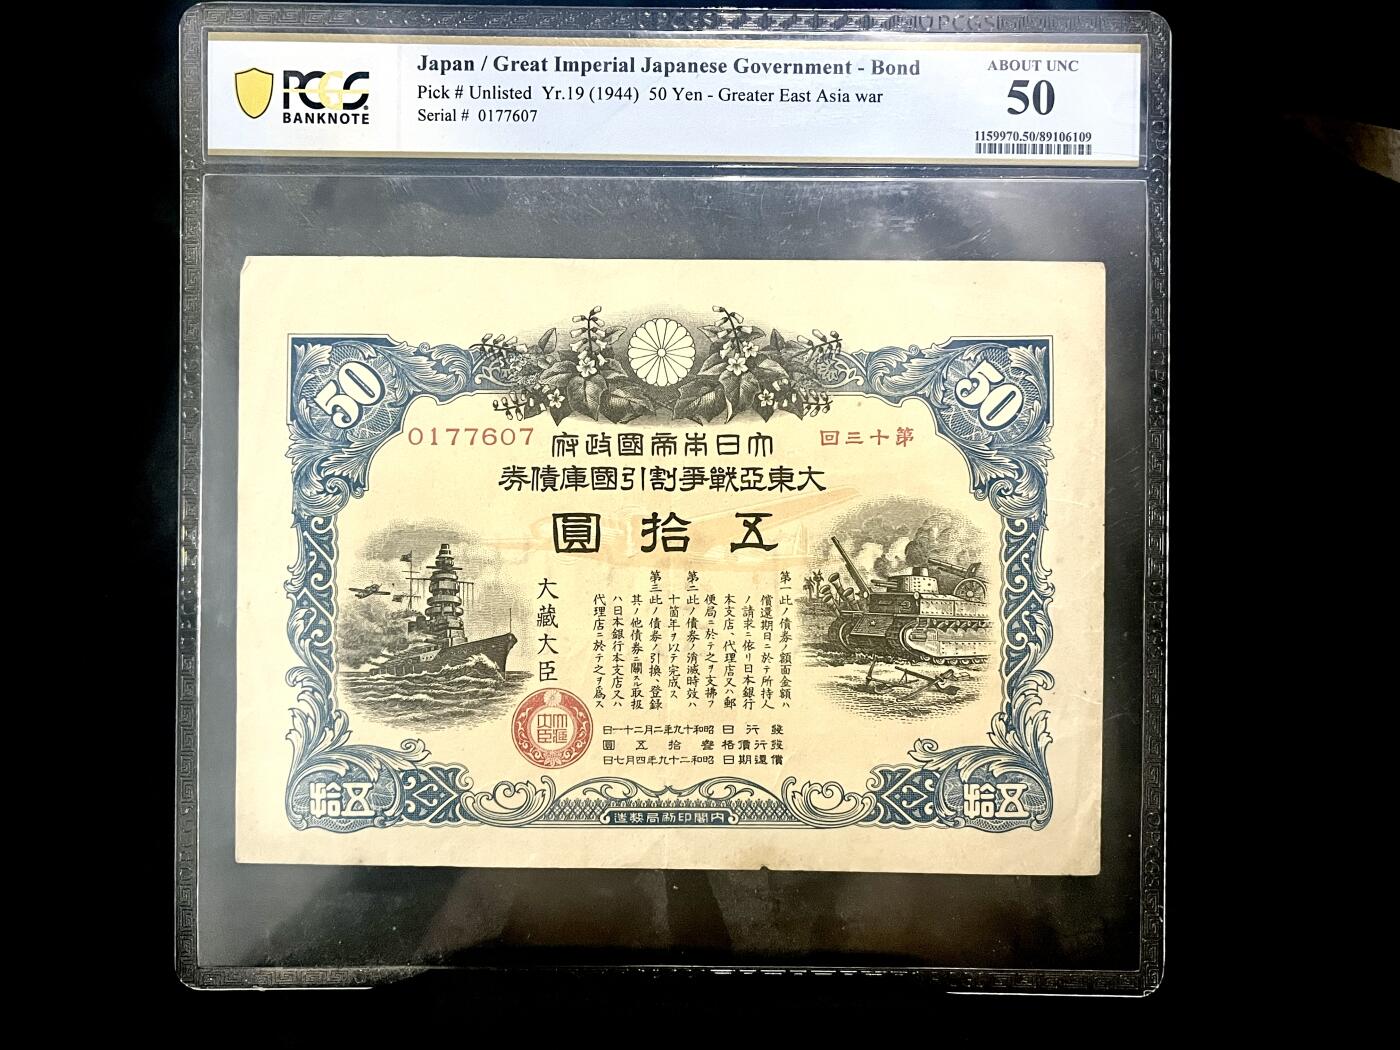 PCGS BANKNOTE
Japan / Great Imperial Japanese Government - Bond
Pick # Unlisted Yr.19 (1944) 50 Yen - Greater East Asia war
Serial # 0177607
ABOUT UNC
50
1159970.50/89106109
50
50
0177607
第十三回
大日本帝國政府
大東亞戰爭割引國庫債券
五拾圓
第一此ノ債券ノ額面金額ハ
償還期日ニ於テ所持人
ノ請求ニ依リ日本銀行
本支店、代理店又ハ郵
便局ニ於テ之ヲ支拂フ
第二此ノ債券ノ消滅時效ハ
十箇年ヲ以テ完成ス
第三此ノ債券ノ引換、登錄
其ノ他債券ニ關スル取扱
ハ日本銀行本支店又ハ
代理店ニ於テ之ヲ爲ス
大藏大臣
大藏大臣
發行日 昭和十九年二月二十一日
發行價格 壹拾五圓
償還期日 昭和二十九年四月七日
五拾
五拾
內閣印刷局製造